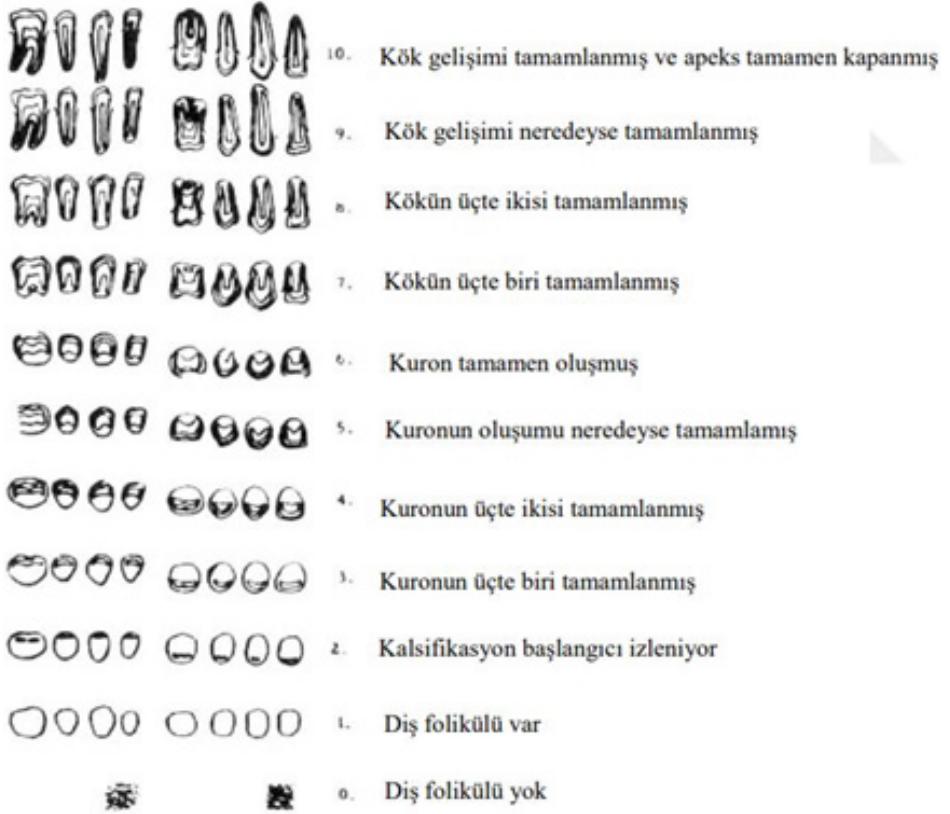 10. Kök gelişimi tamamlanmış ve apeks tamamen kapanmış
9. Kök gelişimi neredeyse tamamlanmış
8. Kökün üçte ikisi tamamlanmış
7. Kökün üçte biri tamamlanmış
6. Kuron tamamen oluşmuş
5. Kuronun oluşumu neredeyse tamamlamış
4. Kuronun üçte ikisi tamamlanmış
3. Kuronun üçte biri tamamlanmış
2. Kalsifikasyon başlangıcı izleniyor
1. Diş folikülü var
0. Diş folikülü yok